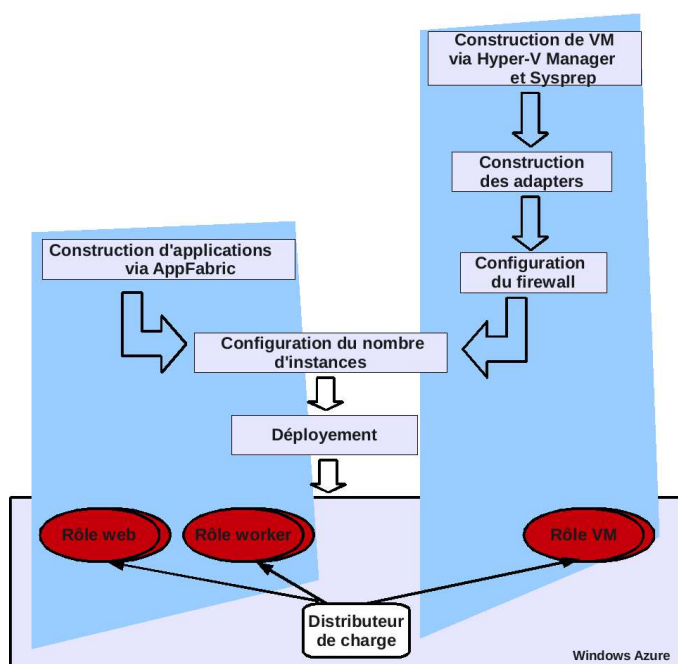 Construction de VM
via Hyper-V Manager
et Sysprep
Construction
des adapters
Construction d'applications
via AppFabric
Configuration
du firewall
Configuration du nombre
d'instances
Déployement
Rôle web
Rôle worker
Rôle VM
Distributeur
de charge
Windows Azure